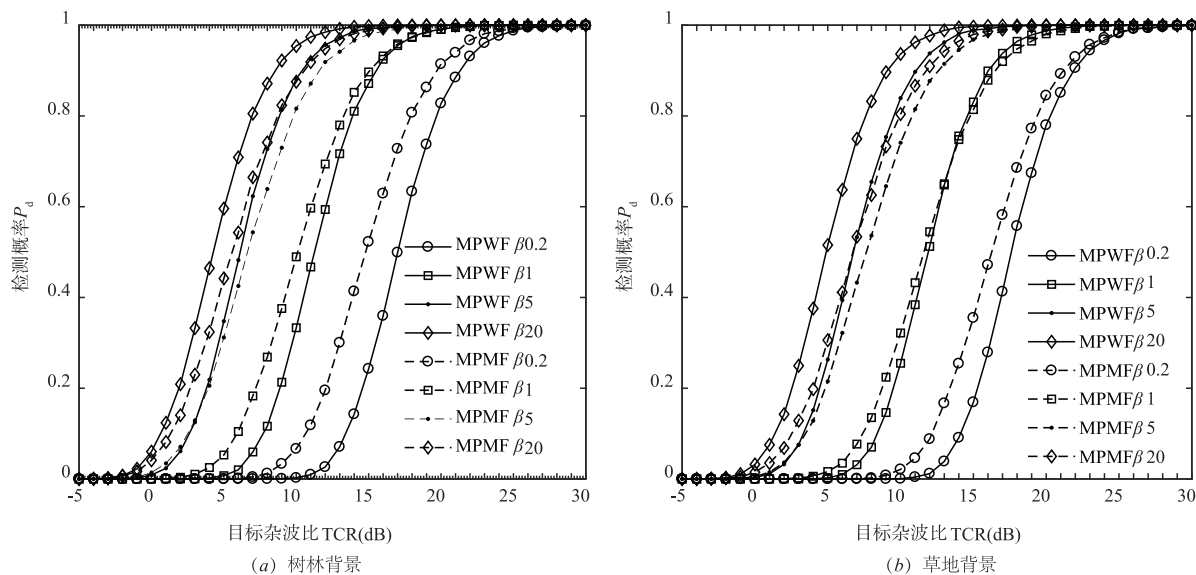 1
0.8
0.6
0.4
0.2
0
检测概率Pd
-5 0 5 10 15 20 25 30
目标杂波比TCR(dB)
MPWF β0.2
MPWF β1
MPWF β5
MPWF β20
MPMF β0.2
MPMF β1
MPMF β5
MPMF β20
(a) 树林背景
1
0.8
0.6
0.4
0.2
0
检测概率Pd
-5 0 5 10 15 20 25 30
目标杂波比TCR(dB)
MPWFβ0.2
MPWFβ1
MPWFβ5
MPWFβ20
MPMFβ0.2
MPMFβ1
MPMFβ5
MPMFβ20
(b) 草地背景